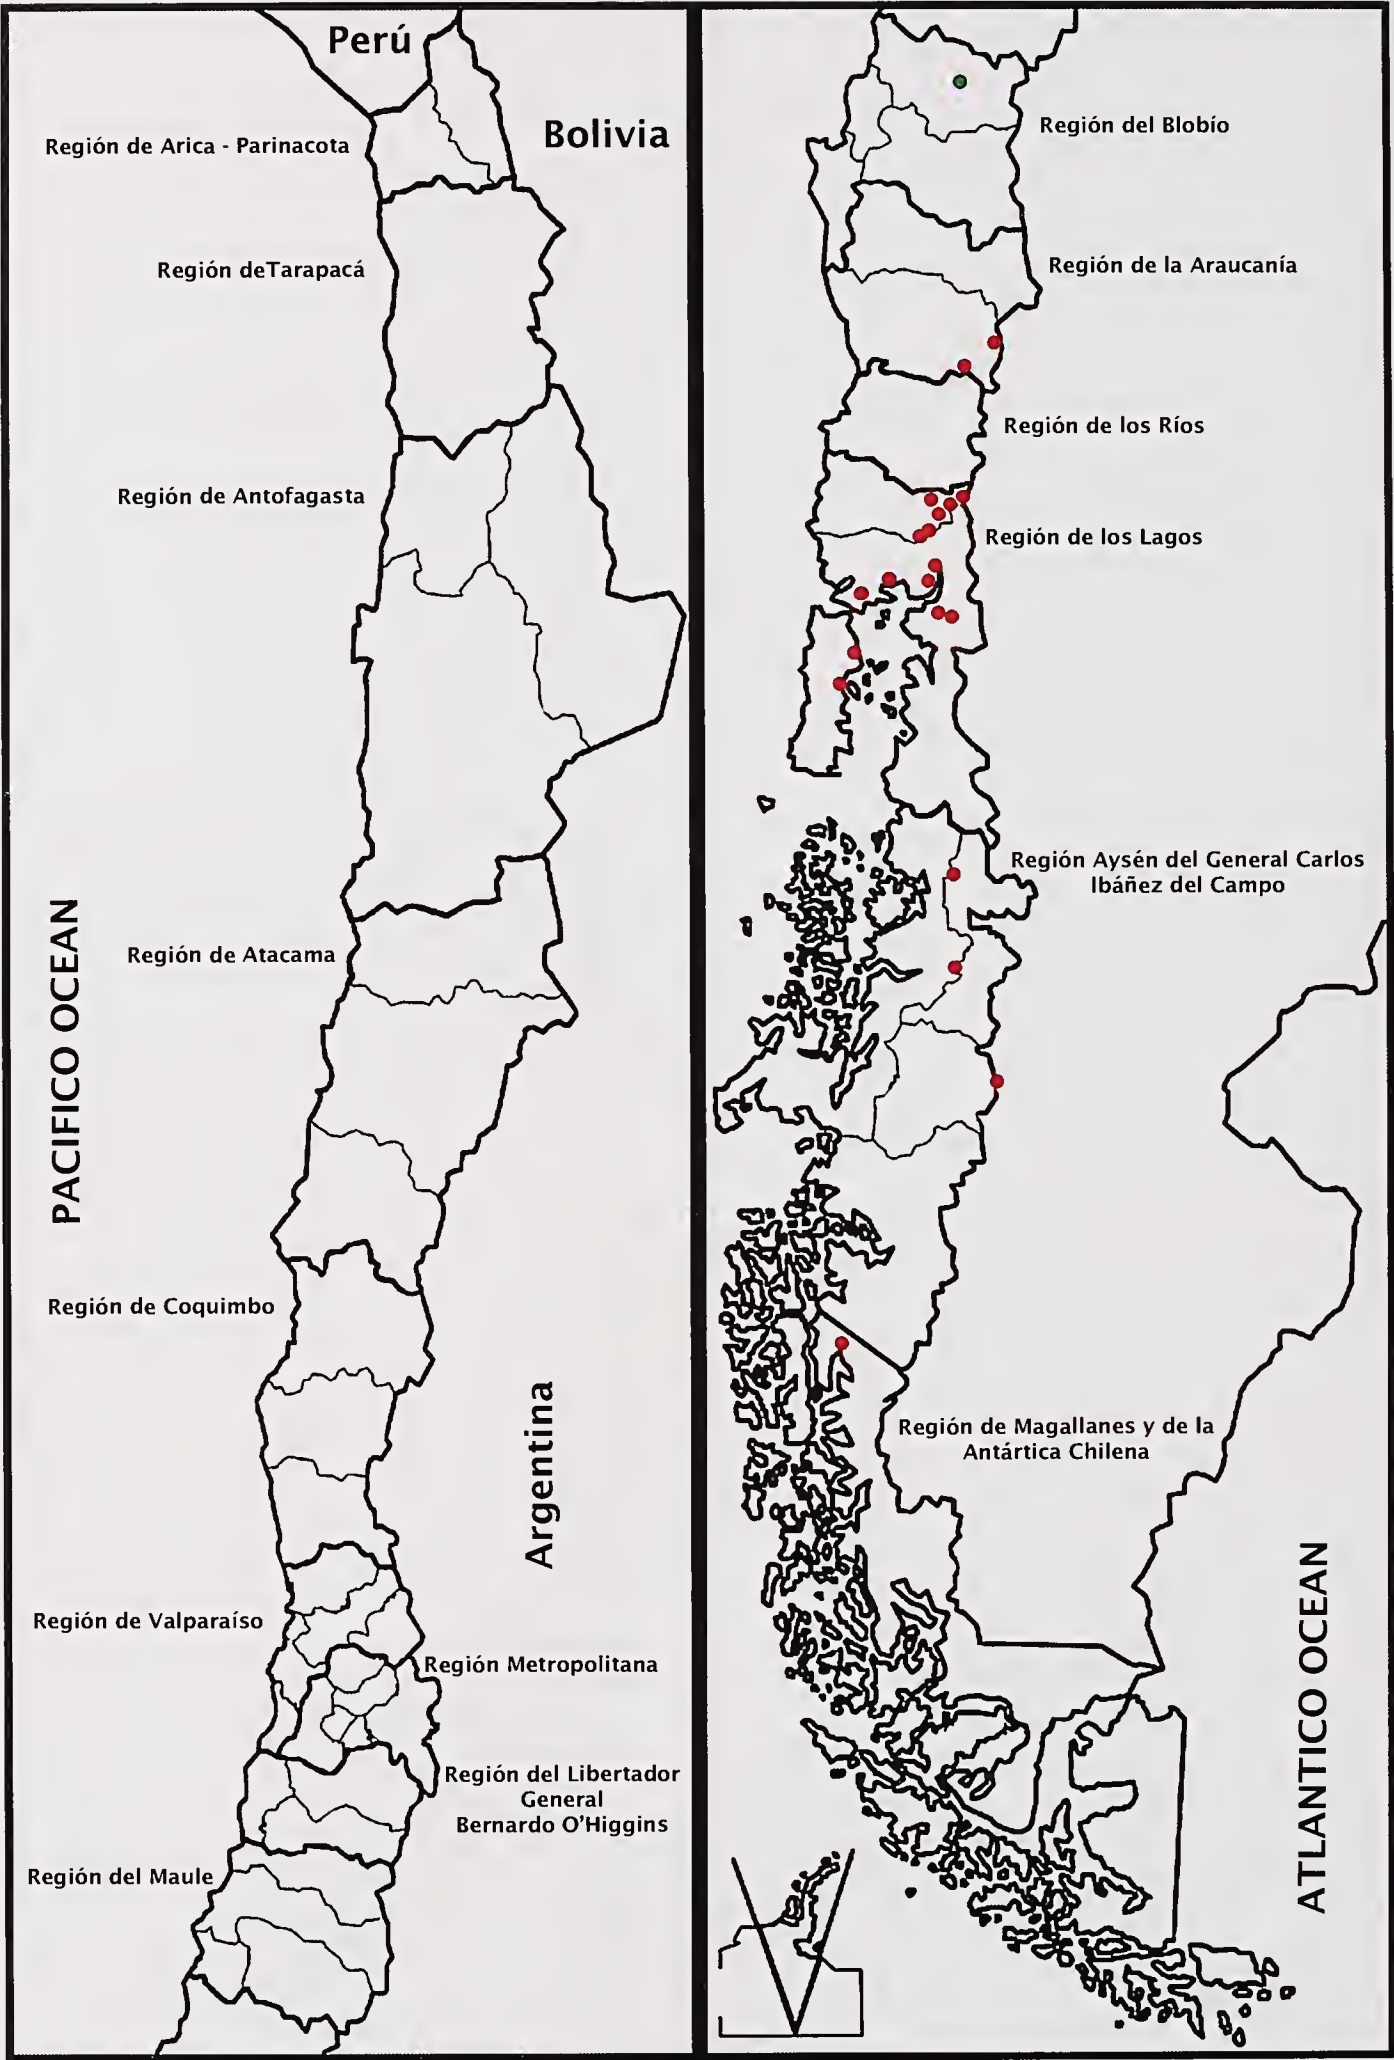 Perú
Bolivia
Región de Arica - Parinacota
Región deTarapacá
Región de Antofagasta
PACIFICO OCEAN
Región de Atacama
Región de Coquimbo
Argentina
Región de Valparaíso
Región Metropolitana
Región del Libertador
General
Bernardo O'Higgins
Región del Maule
Región del Blobío
Región de la Araucanía
Región de los Ríos
Región de los Lagos
Región Aysén del General Carlos
Ibáñez del Campo
Región de Magallanes y de la
Antártica Chilena
ATLANTICO OCEAN